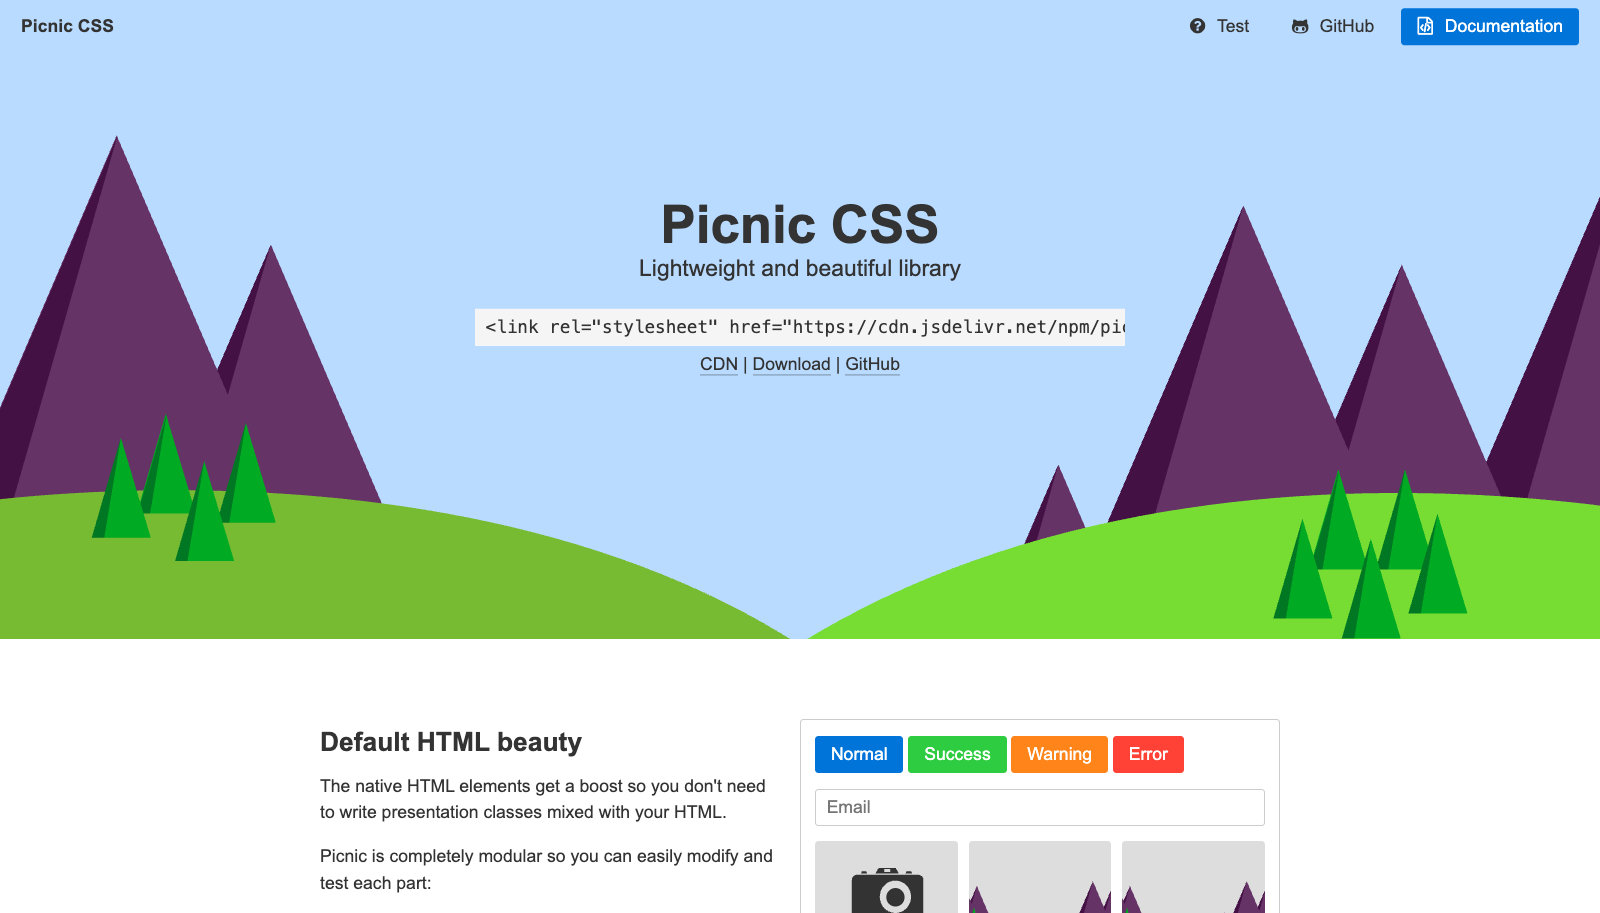 Picnic CSS
Test
GitHub
Documentation
Picnic CSS
Lightweight and beautiful library
<link rel="stylesheet" href="https://cdn.jsdelivr.net/npm/pic
CDN | Download | GitHub
Default HTML beauty
The native HTML elements get a boost so you don't need
to write presentation classes mixed with your HTML.
Picnic is completely modular so you can easily modify and
test each part:
Normal
Success
Warning
Error
Email